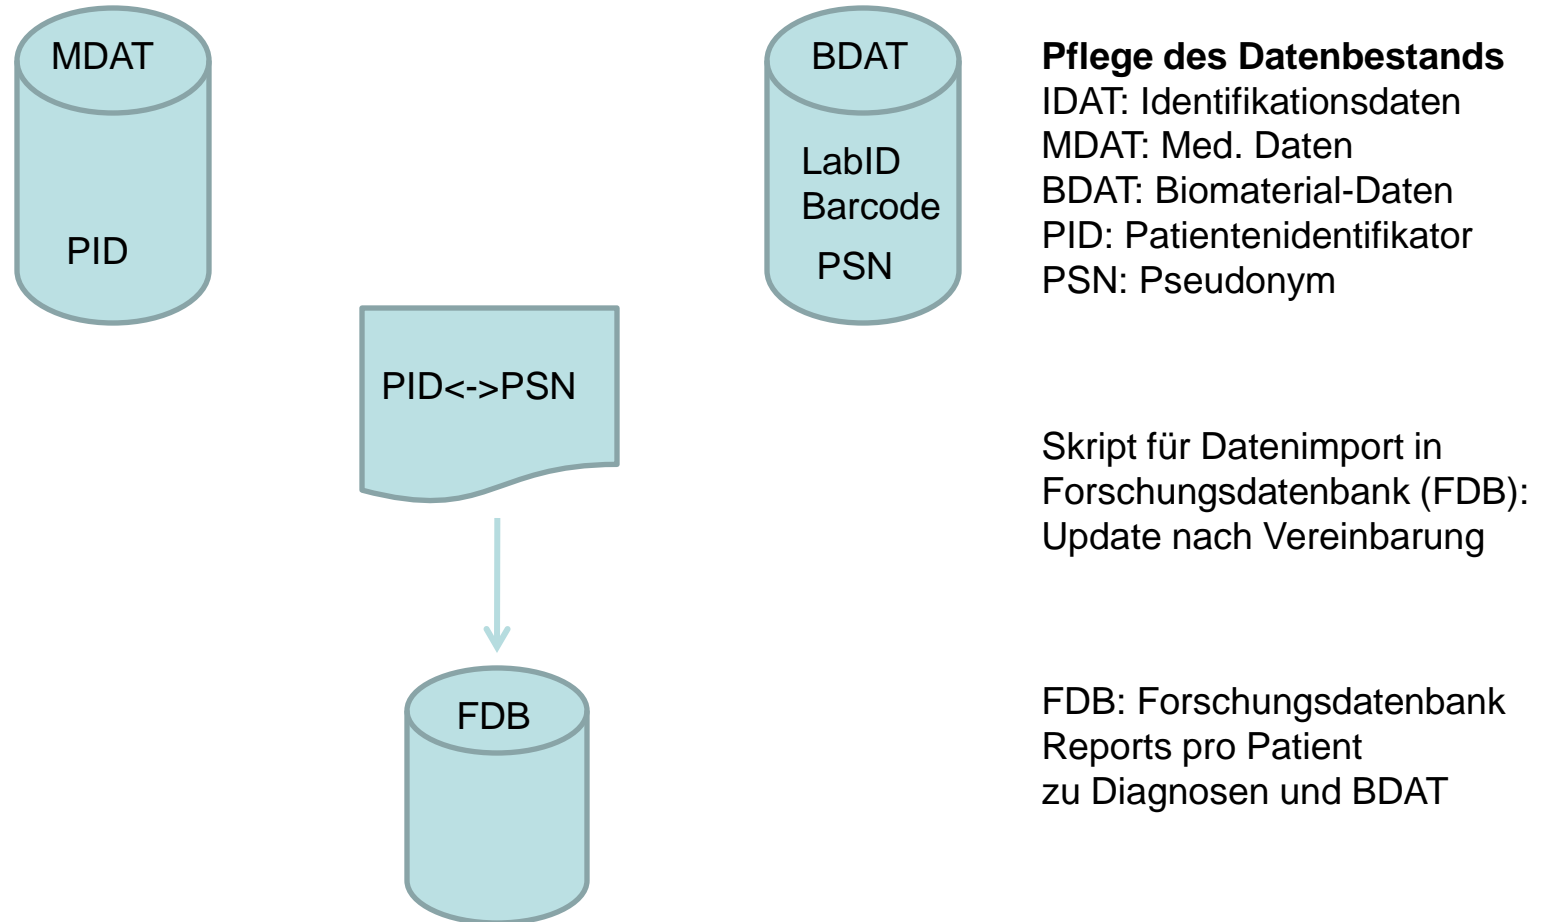 MDAT
PID
BDAT
LabID
Barcode
PSN
Pflege des Datenbestands
IDAT: Identifikationsdaten
MDAT: Med. Daten
BDAT: Biomaterial-Daten
PID: Patientenidentifikator
PSN: Pseudonym
PID<->PSN
Skript für Datenimport in
Forschungsdatenbank (FDB):
Update nach Vereinbarung
FDB
FDB: Forschungsdatenbank
Reports pro Patient
zu Diagnosen und BDAT